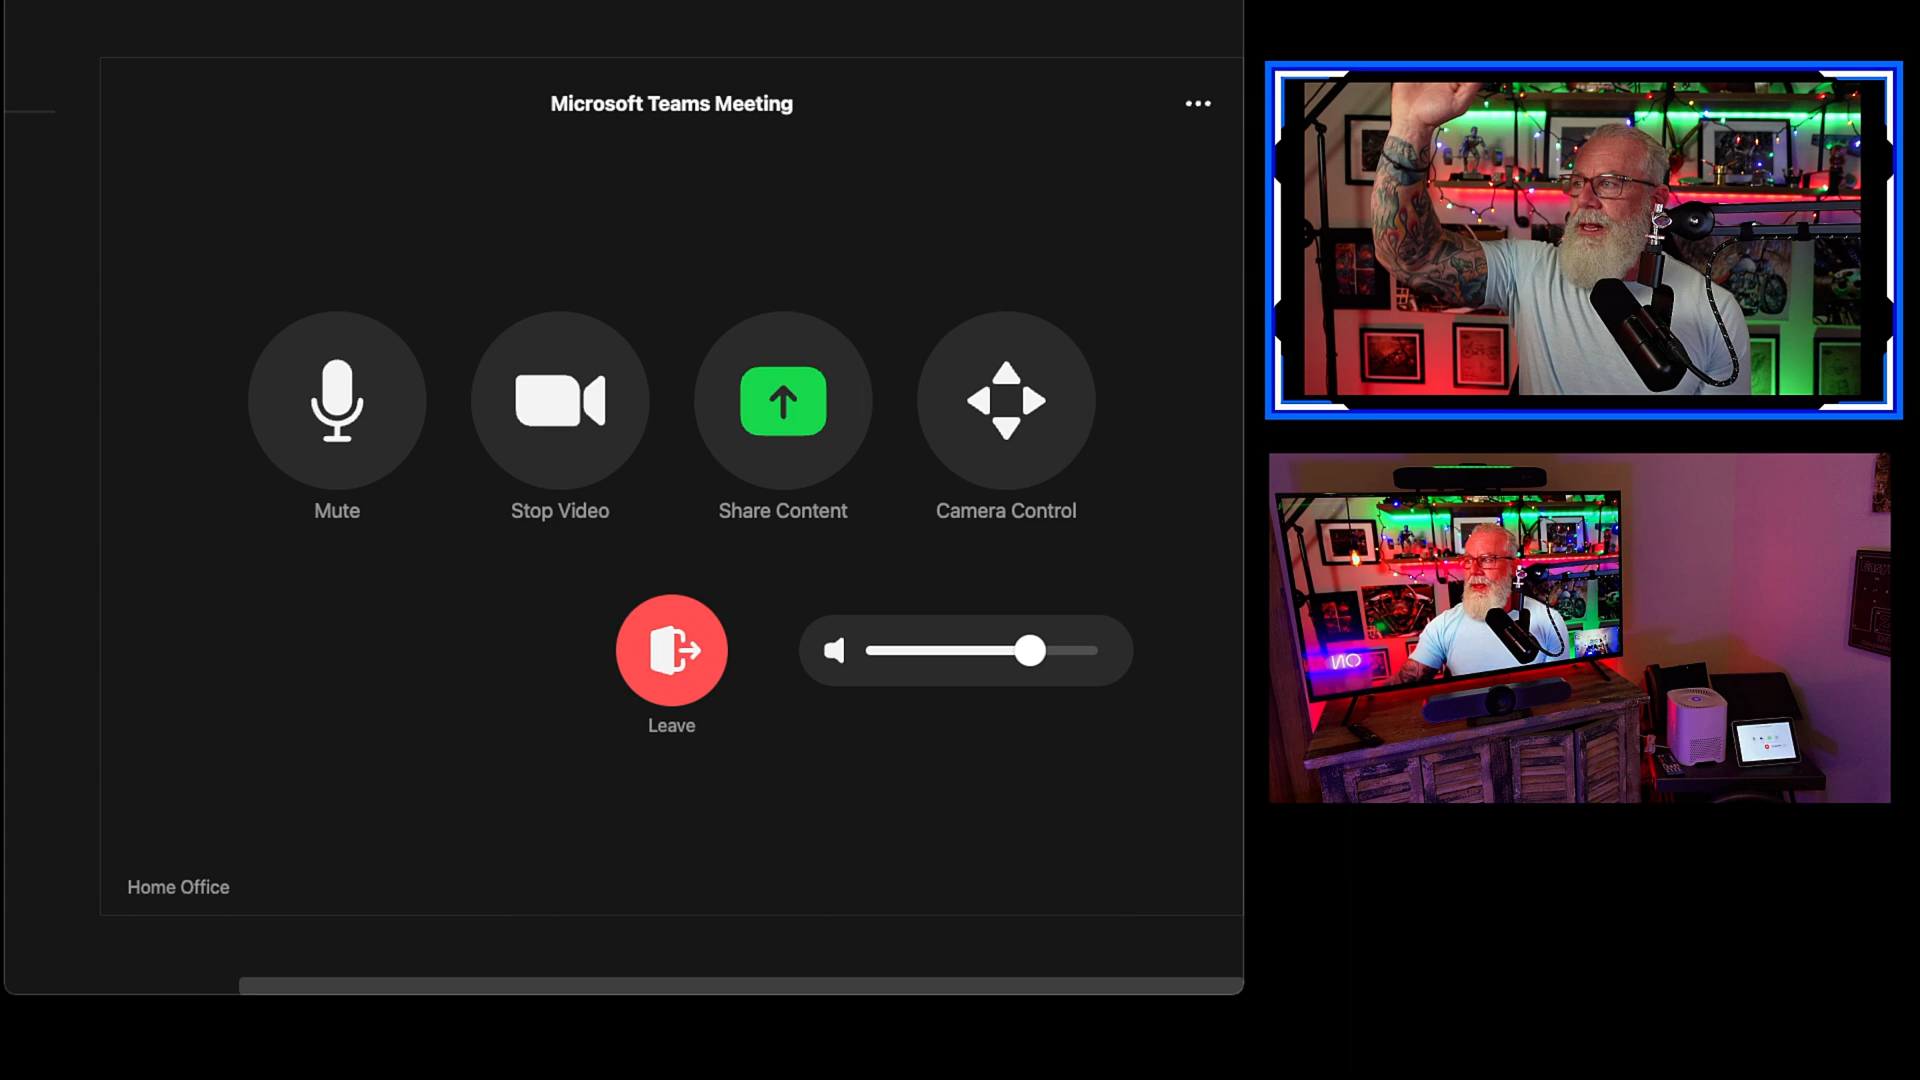 Microsoft Teams Meeting
Mute
Stop Video
Share Content
Camera Control
Leave
Home Office